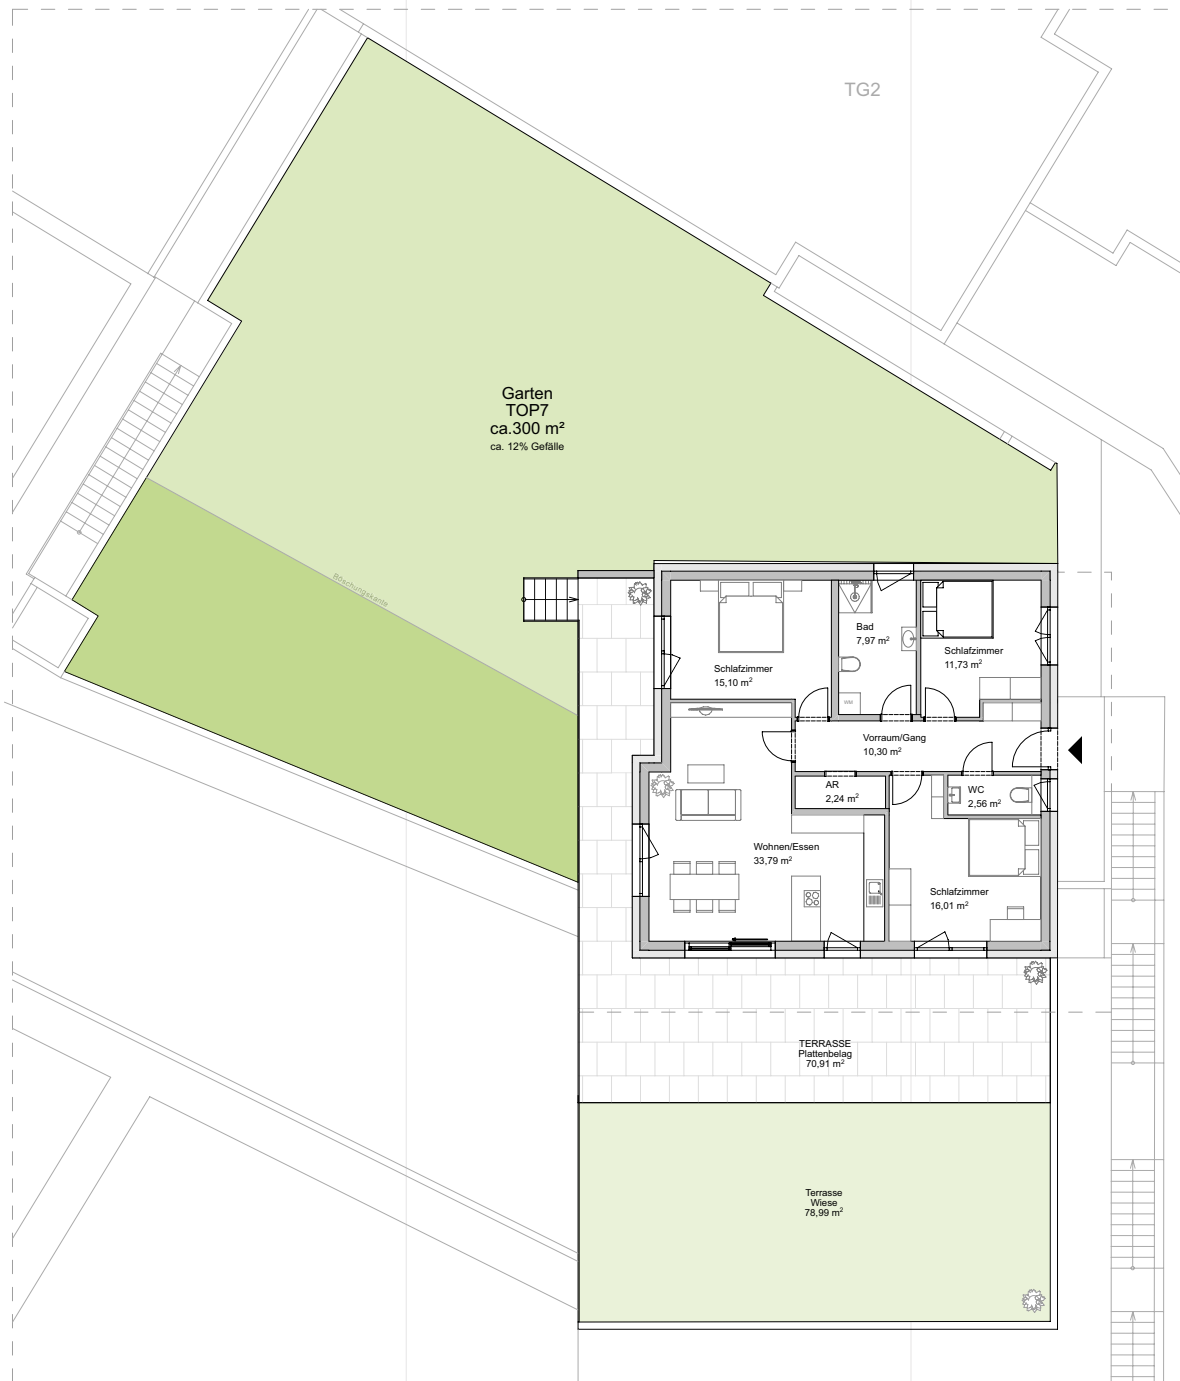 TG2
Garten
TOP7
ca.300 m²
ca. 12% Gefälle
Böschungskante
Bad
7,97 m²
Schlafzimmer
11,73 m²
Schlafzimmer
15,10 m²
WM
Vorraum/Gang
10,30 m²
AR
2,24 m²
WC
2,56 m²
Wohnen/Essen
33,79 m²
Schlafzimmer
16,01 m²
TERRASSE
Plattenbelag
70,91 m²
Terrasse
Wiese
78,99 m²